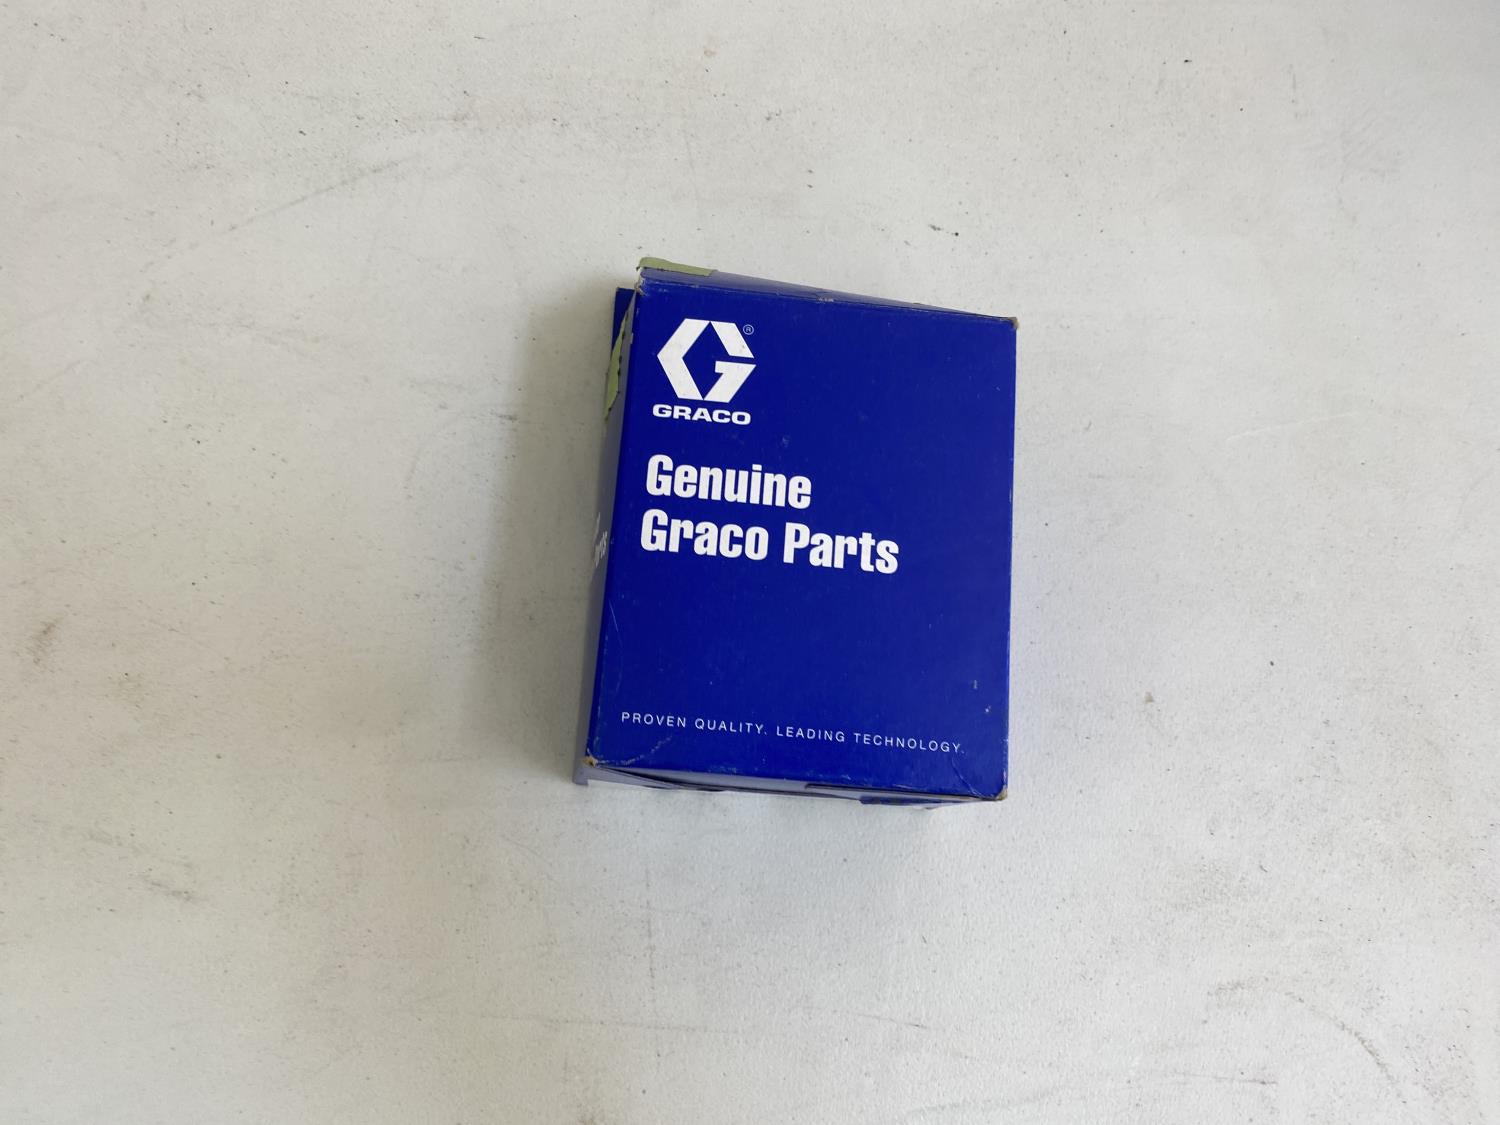 ®
GRACO
Genuine
Graco Parts
PROVEN QUALITY. LEADING TECHNOLOGY.